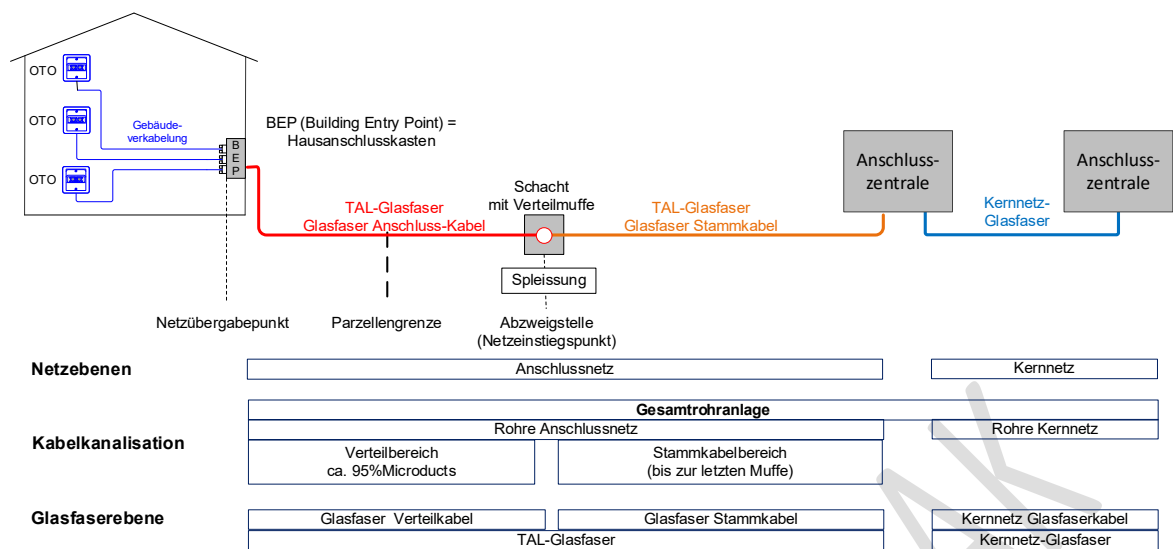 OTO
OTO
OTO
Gebäude-
verkabelung
B
E
P
BEP (Building Entry Point) =
Hausanschlusskasten
TAL-Glasfaser
Glasfaser Anschluss-Kabel
Schacht
mit Verteilmuffe
TAL-Glasfaser
Glasfaser Stammkabel
Anschluss-
zentrale
Kernnetz-
Glasfaser
Anschluss-
zentrale
Spleissung
Netzübergabepunkt
Parzellengrenze
Abzweigstelle
(Netzeinstiegspunkt)
Netzebenen
Anschlussnetz
Kernnetz
Kabelkanalisation
Gesamtrohranlage
Rohre Anschlussnetz
Rohre Kernnetz
Verteilbereich
ca. 95%Microducts
Stammkabelbereich
(bis zur letzten Muffe)
Glasfaserebene
Glasfaser Verteilkabel
Glasfaser Stammkabel
Kernnetz Glasfaserkabel
TAL-Glasfaser
Kernnetz-Glasfaser